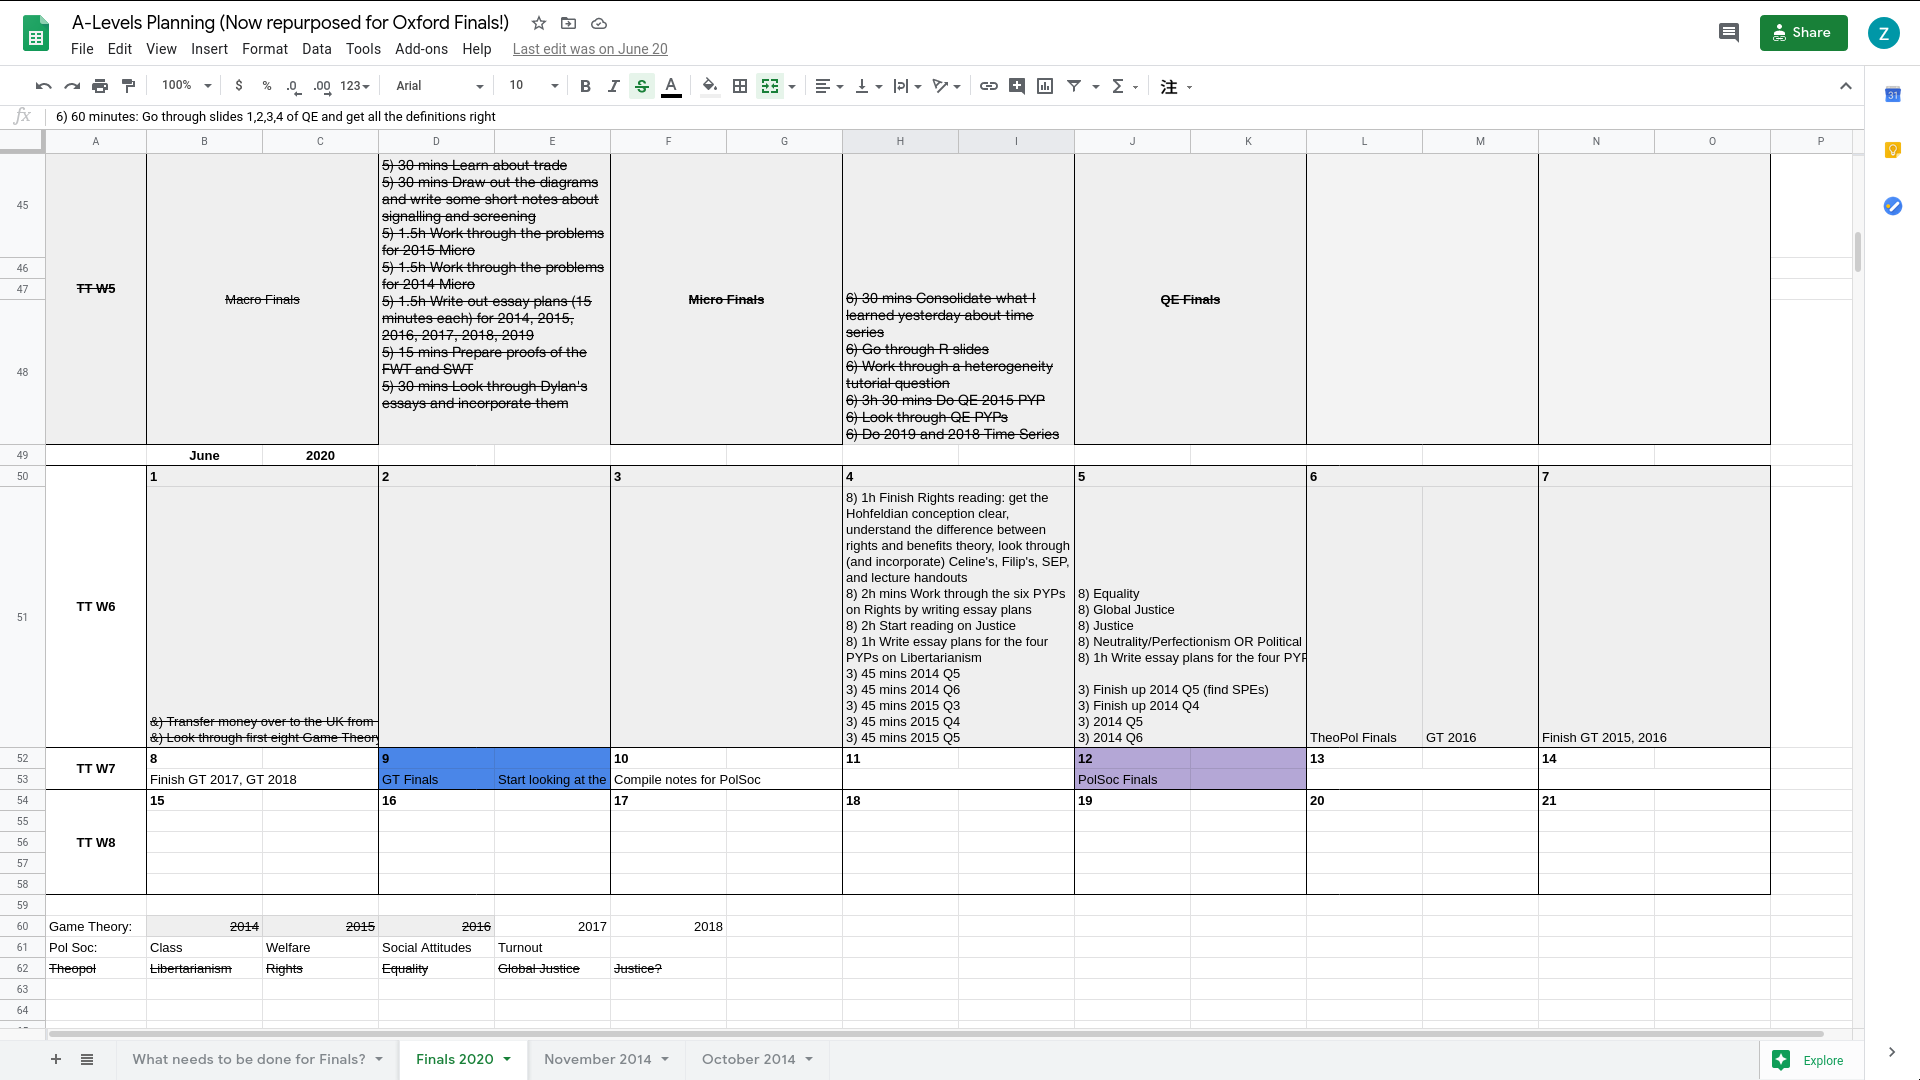 A-Levels Planning (Now repurposed for Oxford Finals!)
File Edit View Insert Format Data Tools Add-ons Help Last edit was on June 20
Share
Z
100% $ % .0 .00 123 Arial 10 B I S A 注
fx 6) 60 minutes: Go through slides 1,2,3,4 of QE and get all the definitions right
A B C D E F G H I J K L M N O P
45
46
47
48
TT W5
Macro Finals
5) 30 mins Learn about trade
5) 30 mins Draw out the diagrams
and write some short notes about
signalling and screening
5) 1.5h Work through the problems
for 2015 Micro
5) 1.5h Work through the problems
for 2014 Micro
5) 1.5h Write out essay plans (15
minutes each) for 2014, 2015,
2016, 2017, 2018, 2019
5) 15 mins Prepare proofs of the
FWT and SWT
5) 30 mins Look through Dylan's
essays and incorporate them
Micro Finals
6) 30 mins Consolidate what I
learned yesterday about time
series
6) Go through R slides
6) Work through a heterogeneity
tutorial question
6) 3h 30 mins Do QE 2015 PYP
6) Look through QE PYPs
6) Do 2019 and 2018 Time Series
QE Finals
49 June 2020
50 1 2 3 4 5 6 7
51
TT W6
&) Transfer money over to the UK from
&) Look through first eight Game Theory
8) 1h Finish Rights reading: get the
Hohfeldian conception clear,
understand the difference between
rights and benefits theory, look through
(and incorporate) Celine's, Filip's, SEP,
and lecture handouts
8) 2h mins Work through the six PYPs
on Rights by writing essay plans
8) 2h Start reading on Justice
8) 1h Write essay plans for the four
PYPs on Libertarianism
3) 45 mins 2014 Q5
3) 45 mins 2014 Q6
3) 45 mins 2015 Q3
3) 45 mins 2015 Q4
3) 45 mins 2015 Q5
8) Equality
8) Global Justice
8) Justice
8) Neutrality/Perfectionism OR Political
8) 1h Write essay plans for the four PYP
3) Finish up 2014 Q5 (find SPEs)
3) Finish up 2014 Q4
3) 2014 Q5
3) 2014 Q6
TheoPol Finals
GT 2016
Finish GT 2015, 2016
52 8 9 10 11 12 13 14
TT W7
53 Finish GT 2017, GT 2018 GT Finals Start looking at the Compile notes for PolSoc PolSoc Finals
54 15 16 17 18 19 20 21
55
56 TT W8
57
58
59
60 Game Theory: 2014 2015 2016 2017 2018
61 Pol Soc: Class Welfare Social Attitudes Turnout
62 Theopol Libertarianism Rights Equality Global Justice Justice?
63
64
What needs to be done for Finals? Finals 2020 November 2014 October 2014 Explore
31